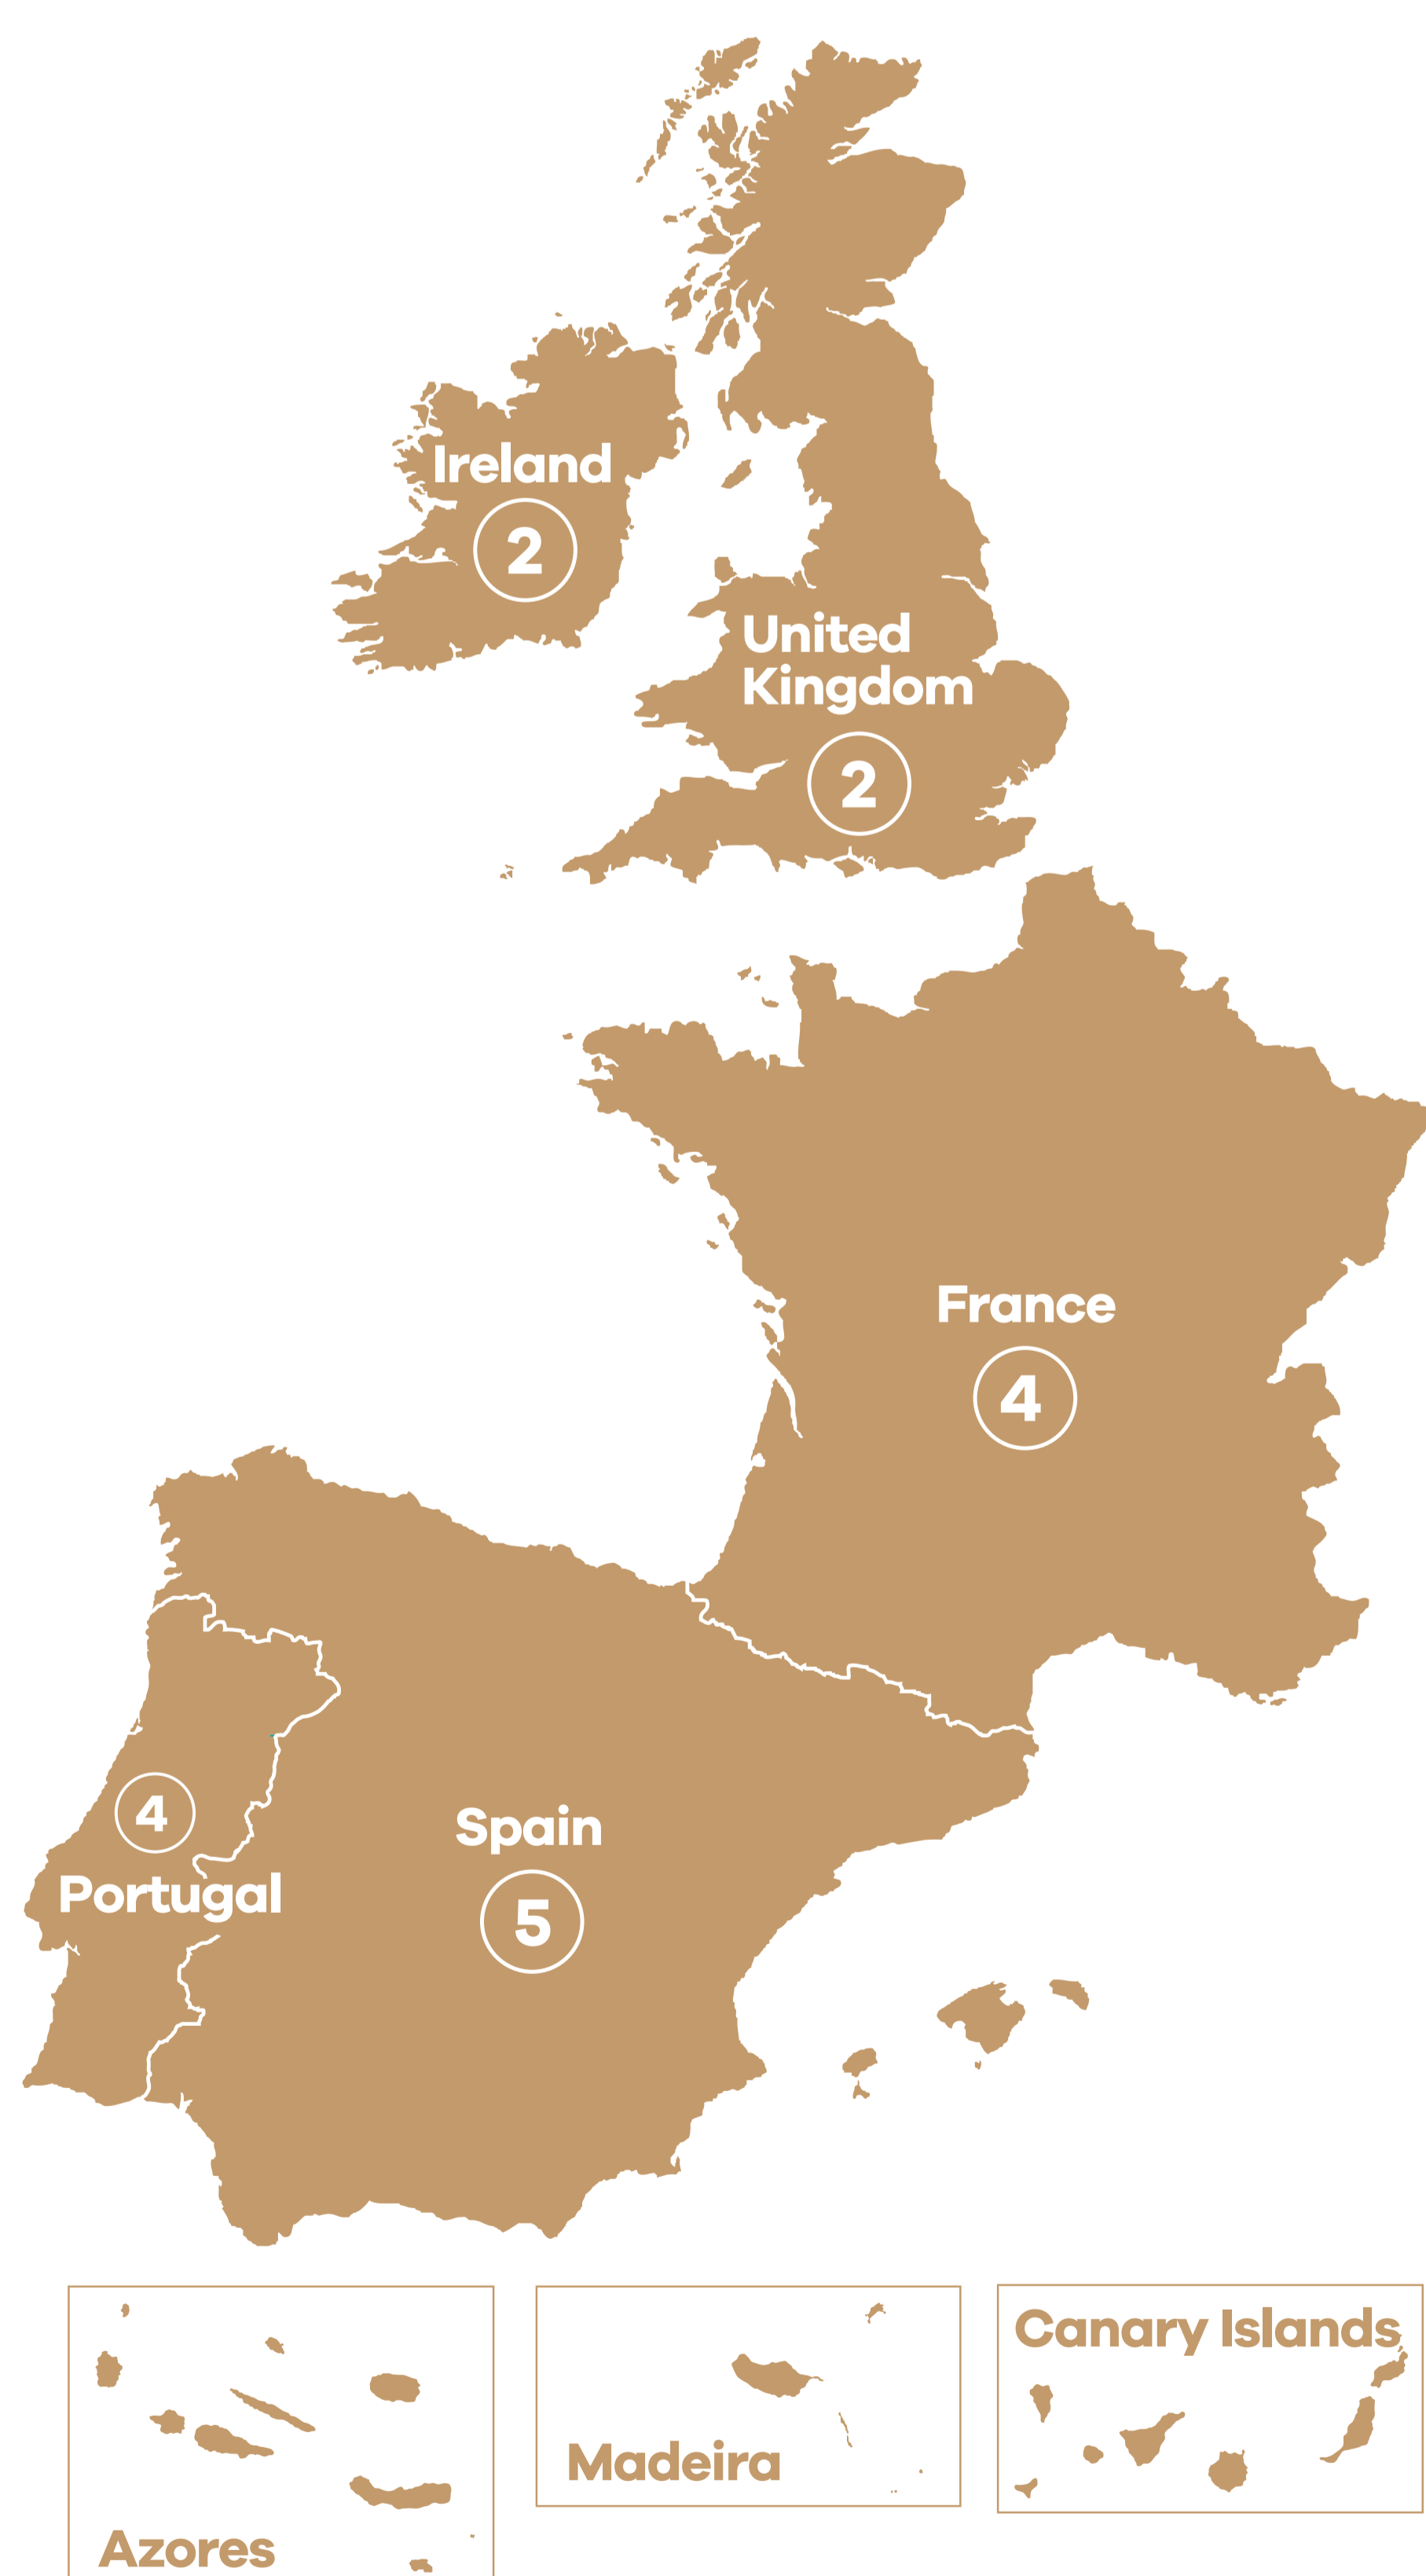 Ireland
2
United
Kingdom
2
France
4
4
Portugal
Spain
5
Canary Islands
Madeira
Azores